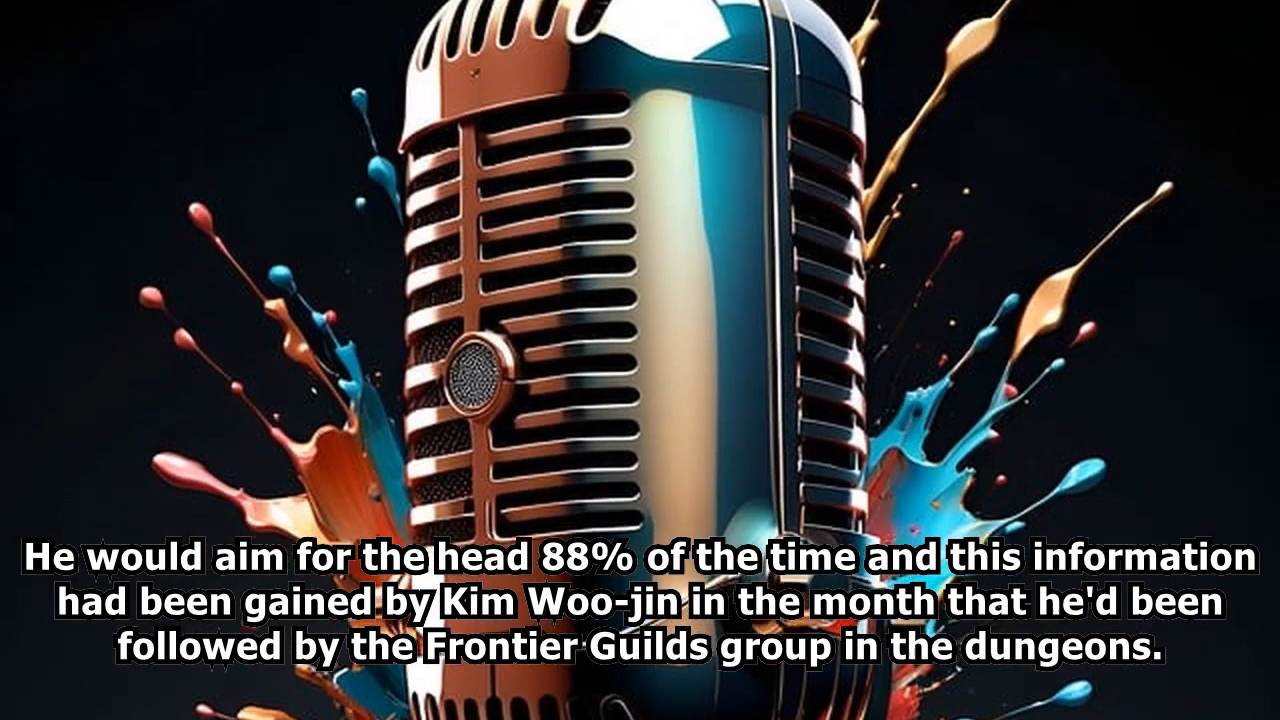 He would aim for the head 88% of the time and this information
had been gained by Kim Woo-jin in the month that he'd been
followed by the Frontier Guilds group in the dungeons.